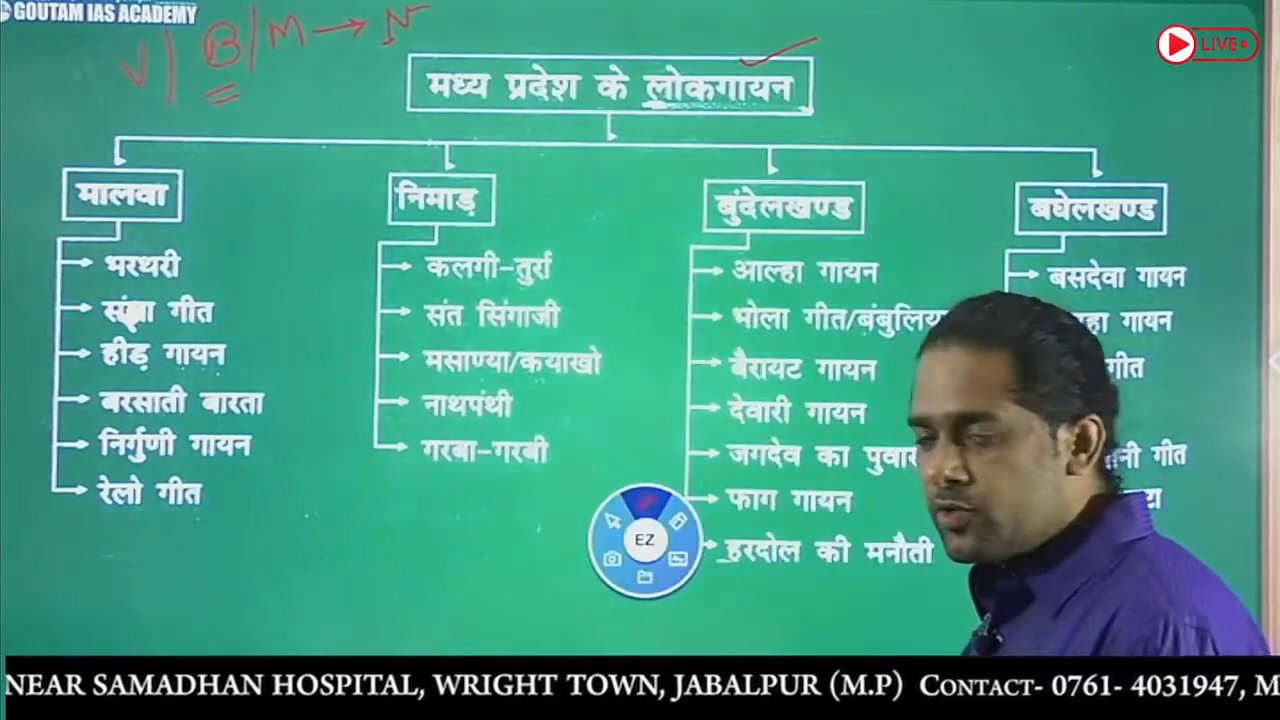 GOUTAM IAS ACADEMY
V | B / M → N
LIVE
मध्य प्रदेश के लोकगायन
मालवा
भरथरी
संझा गीत
हीड़ गायन
बरसाती बारता
निर्गुणी गायन
रेलो गीत
निमाड़
कलगी-तुर्रा
संत सिंगाजी
मसाण्या/कयाखो
नाथपंथी
गरबा-गरबी
बुंदेलखण्ड
आल्हा गायन
भोला गीत/बंबुलिय
बैरायट गायन
देवारी गायन
जगदेव का पुवार
फाग गायन
हरदोल की मनौती
बघेलखण्ड
बसदेवा गायन
गायन
गीत
गीत
EZ
NEAR SAMADHAN HOSPITAL, WRIGHT TOWN, JABALPUR (M.P) CONTACT- 0761- 4031947, M